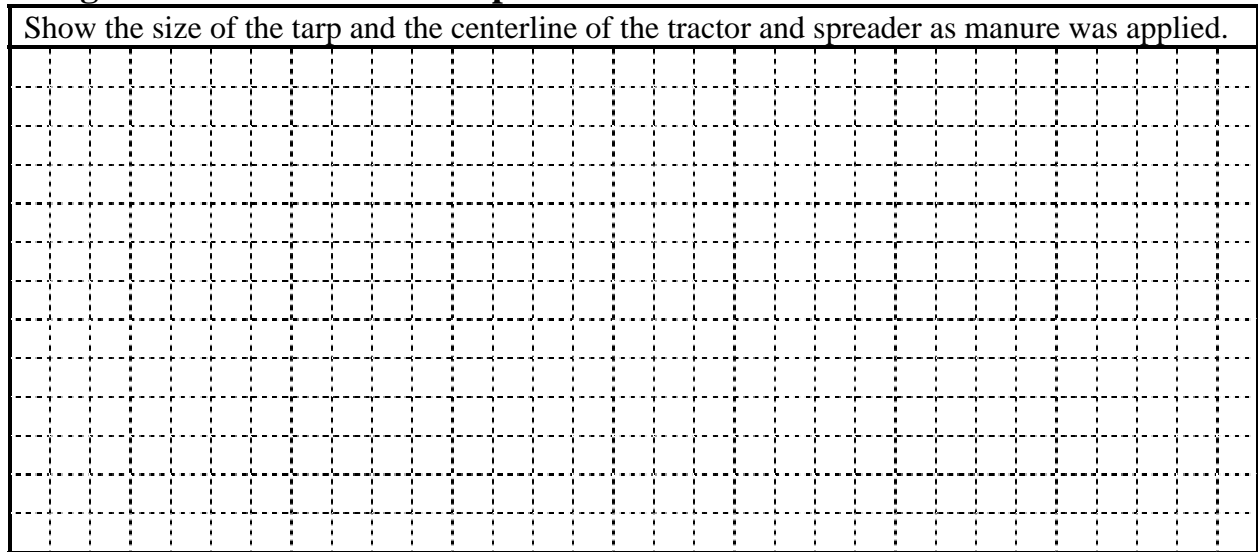 Show the size of the tarp and the centerline of the tractor and spreader as manure was applied.